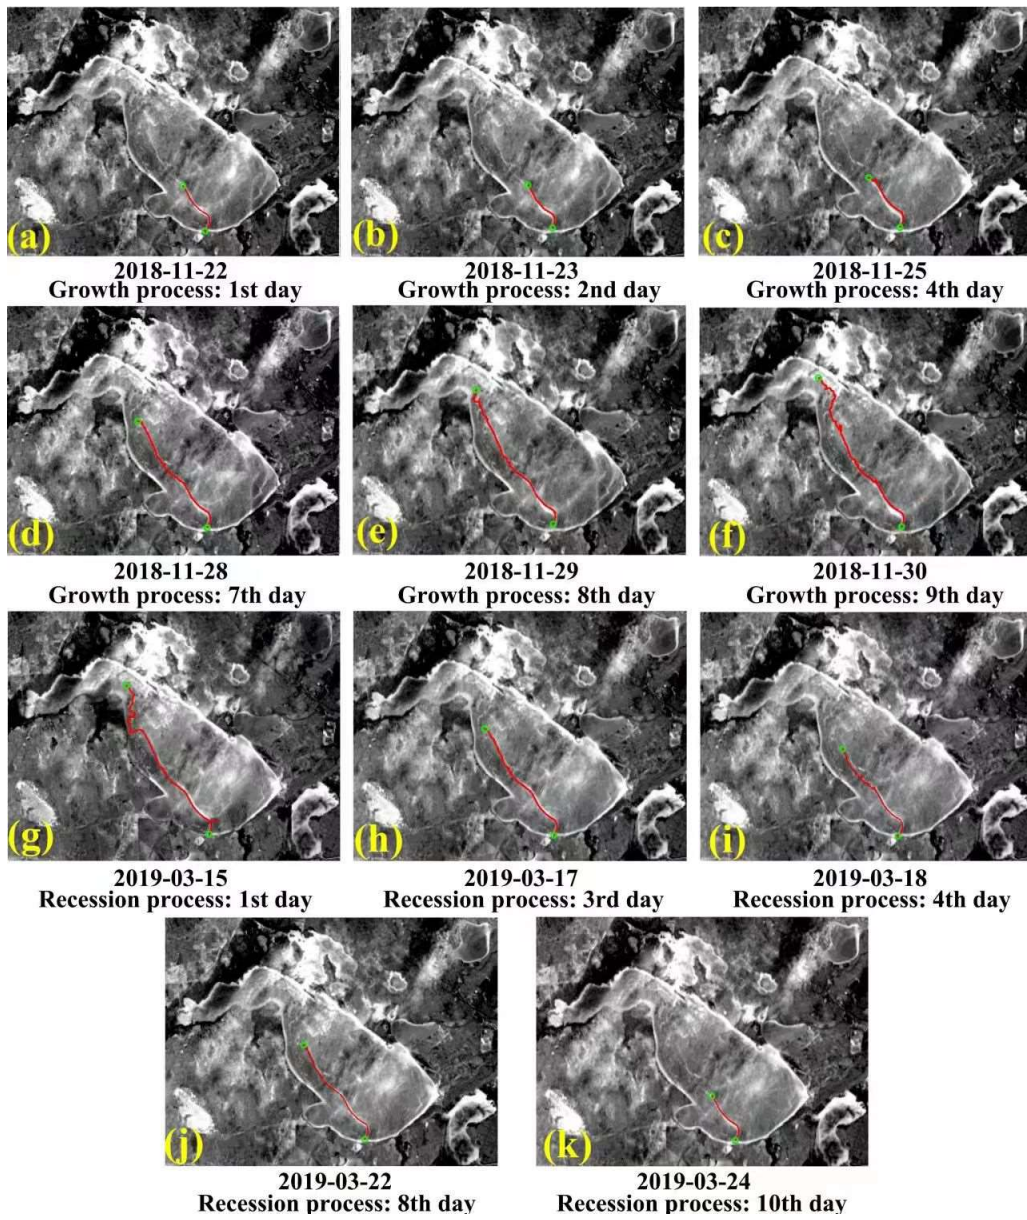 (a)
(b)
(c)
2018-11-22
Growth process: 1st day
2018-11-23
Growth process: 2nd day
2018-11-25
Growth process: 4th day
(d)
(e)
(f)
2018-11-28
Growth process: 7th day
2018-11-29
Growth process: 8th day
2018-11-30
Growth process: 9th day
(g)
(h)
(i)
2019-03-15
Recession process: 1st day
2019-03-17
Recession process: 3rd day
2019-03-18
Recession process: 4th day
(j)
(k)
2019-03-22
Recession process: 8th day
2019-03-24
Recession process: 10th day